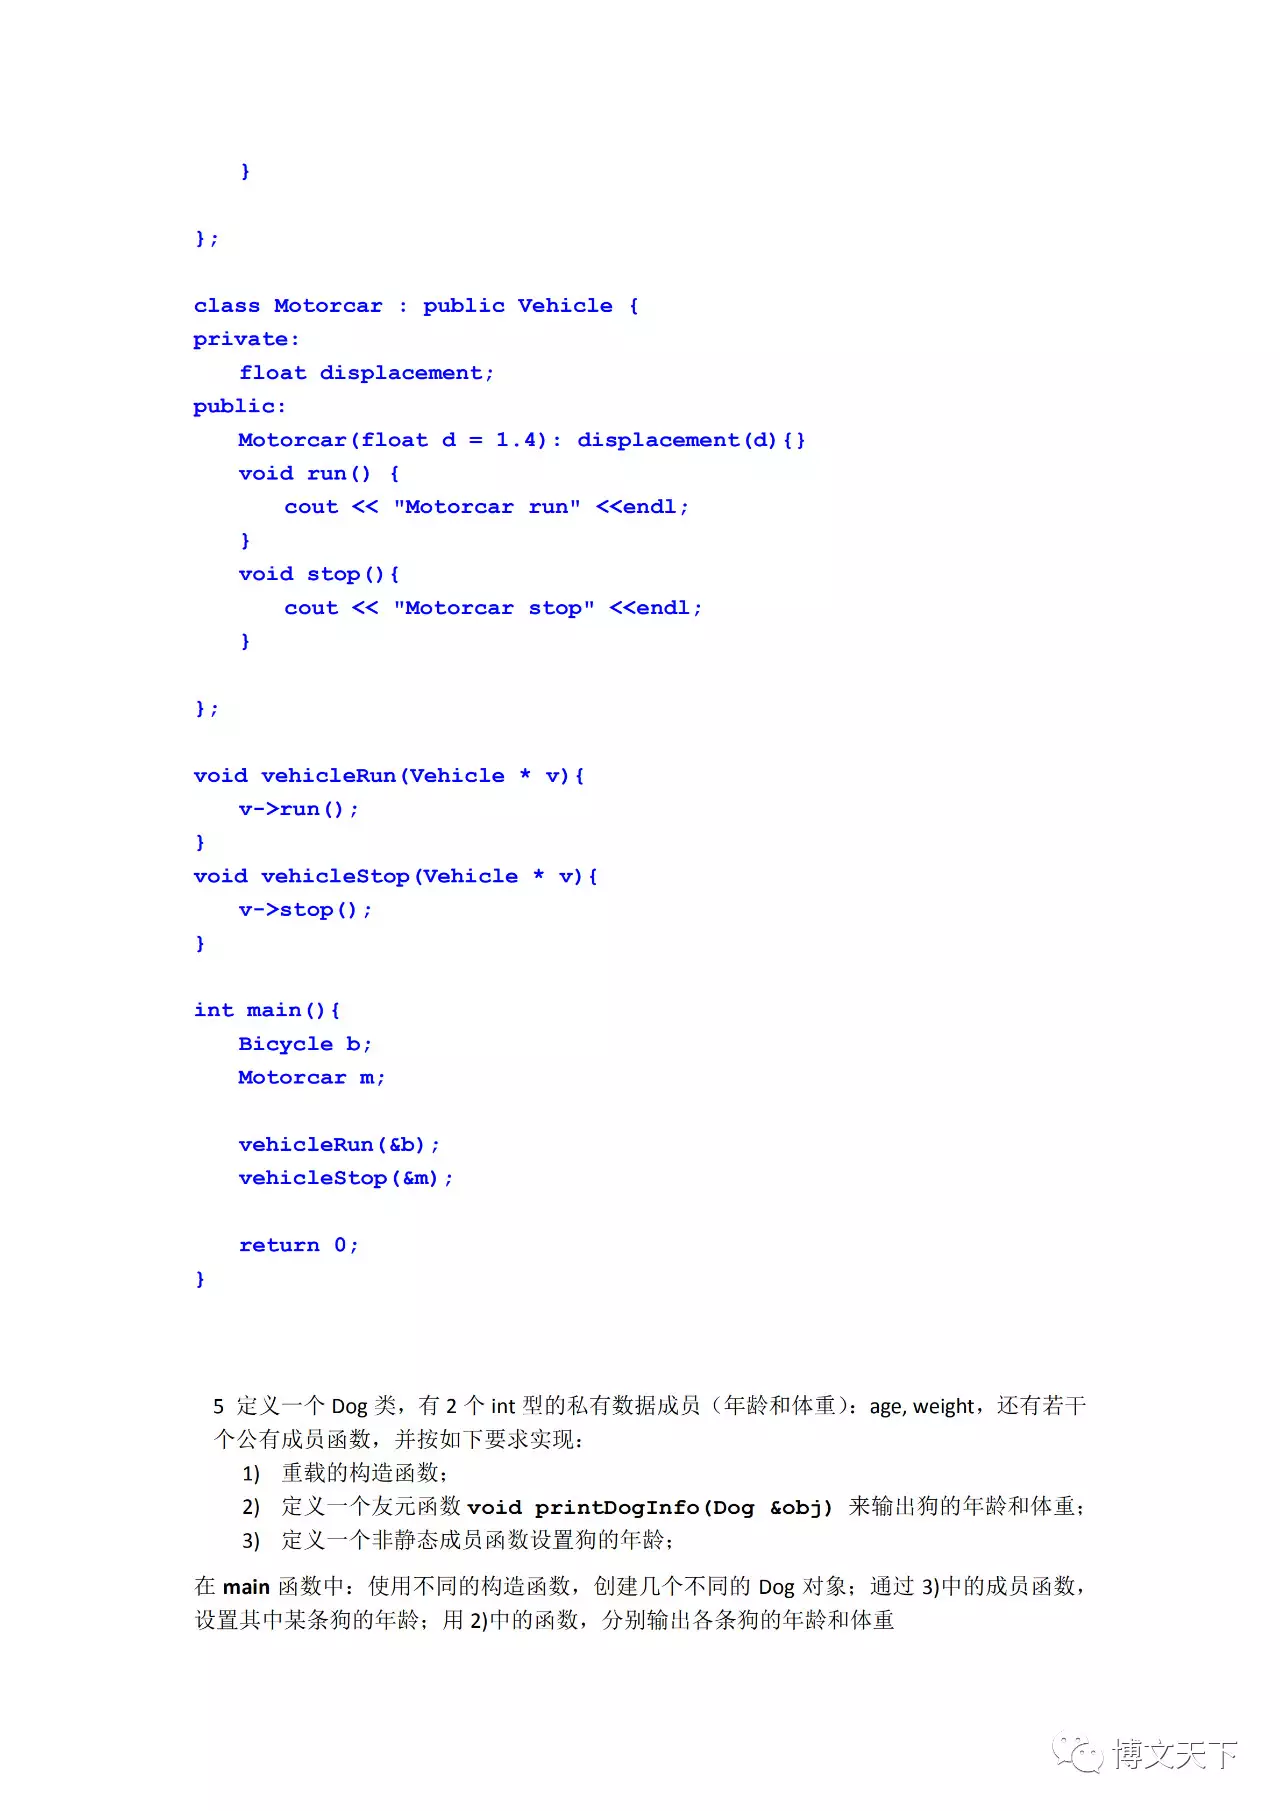 }
};
class Motorcar : public Vehicle {
private:
float displacement;
public:
Motorcar(float d = 1.4): displacement(d){}
void run() {
cout << "Motorcar run" <<endl;
}
void stop(){
cout << "Motorcar stop" <<endl;
}
};
void vehicleRun(Vehicle * v){
v->run();
}
void vehicleStop(Vehicle * v){
v->stop();
}
int main(){
Bicycle b;
Motorcar m;
vehicleRun(&b);
vehicleStop(&m);
return 0;
}
5 定义一个 Dog 类，有 2 个 int 型的私有数据成员（年龄和体重）：age, weight，还有若干
个公有成员函数，并按如下要求实现：
1) 重载的构造函数；
2) 定义一个友元函数 void printDogInfo(Dog &obj) 来输出狗的年龄和体重；
3) 定义一个非静态成员函数设置狗的年龄；
在 main 函数中：使用不同的构造函数，创建几个不同的 Dog 对象；通过 3)中的成员函数，
设置其中某条狗的年龄；用 2)中的函数，分别输出各条狗的年龄和体重
博文天下